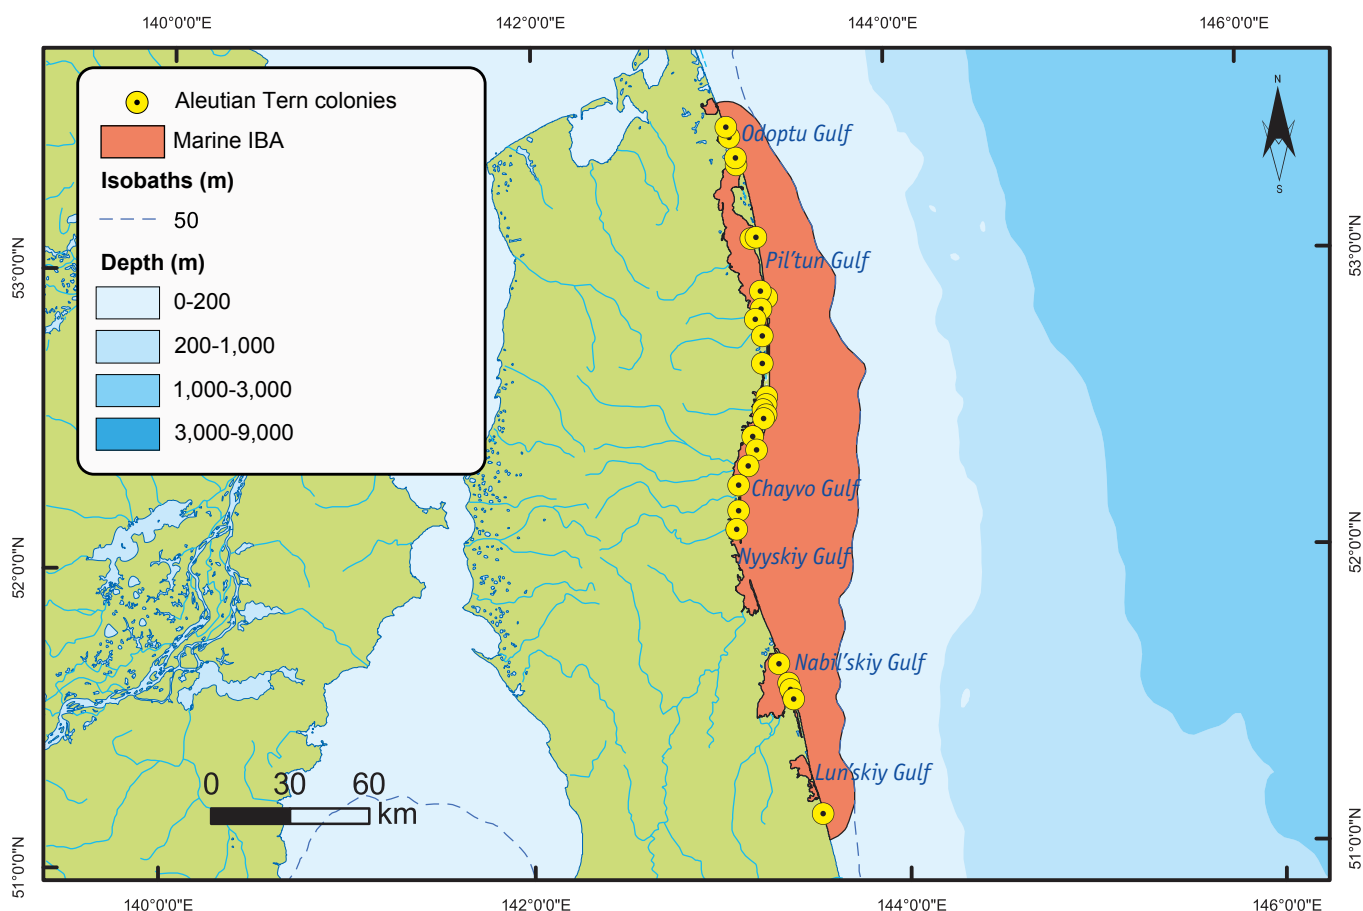 140°0'0"E
142°0'0"E
144°0'0"E
146°0'0"E
Aleutian Tern colonies
Marine IBA
Isobaths (m)
50
Depth (m)
0-200
200-1,000
1,000-3,000
3,000-9,000
N
S
Odoptu Gulf
Pil'tun Gulf
Chayvo Gulf
Nyyskiy Gulf
Nabil'skiy Gulf
Lun'skiy Gulf
53°0'0"N
53°0'0"N
52°0'0"N
52°0'0"N
51°0'0"N
51°0'0"N
0 30 60
km
140°0'0"E
142°0'0"E
144°0'0"E
146°0'0"E